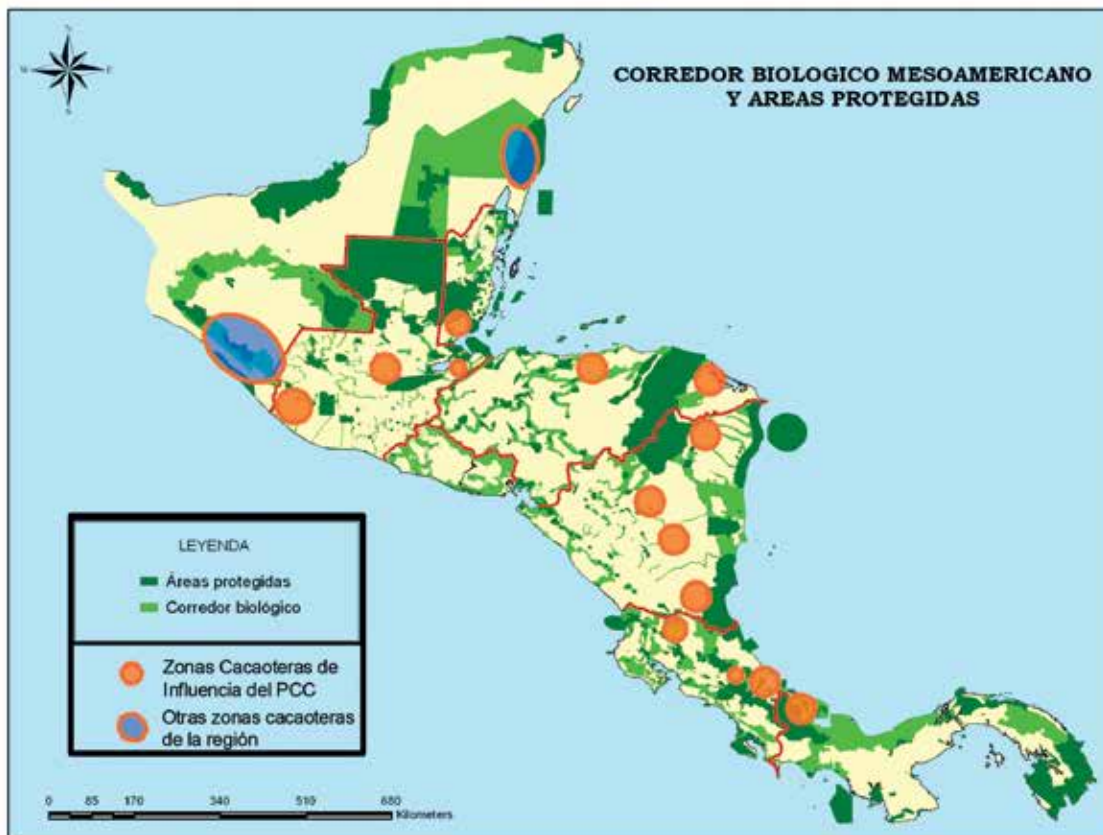 N
W
E
S
CORREDOR BIOLOGICO MESOAMERICANO
Y AREAS PROTEGIDAS
LEYENDA
Áreas protegidas
Corredor biológico
Zonas Cacaoteras de
Influencia del PCC
Otras zonas cacaoteras
de la región
0 85 170 340 510 680
Kilometers